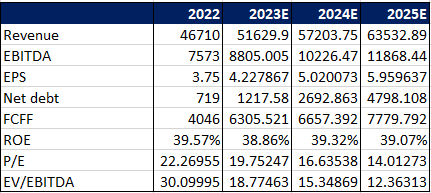 2022 2023E 2024E 2025E
Revenue 46710 51629.9 57203.75 63532.89
EBITDA 7573 8805.005 10226.47 11868.44
EPS 3.75 4.227867 5.020073 5.959637
Net debt 719 1217.58 2692.863 4798.108
FCFF 4046 6305.521 6657.392 7779.792
ROE 39.57% 38.86% 39.32% 39.07%
P/E 22.26955 19.75247 16.63538 14.01273
EV/EBITDA 30.09995 18.77463 15.34869 12.36313